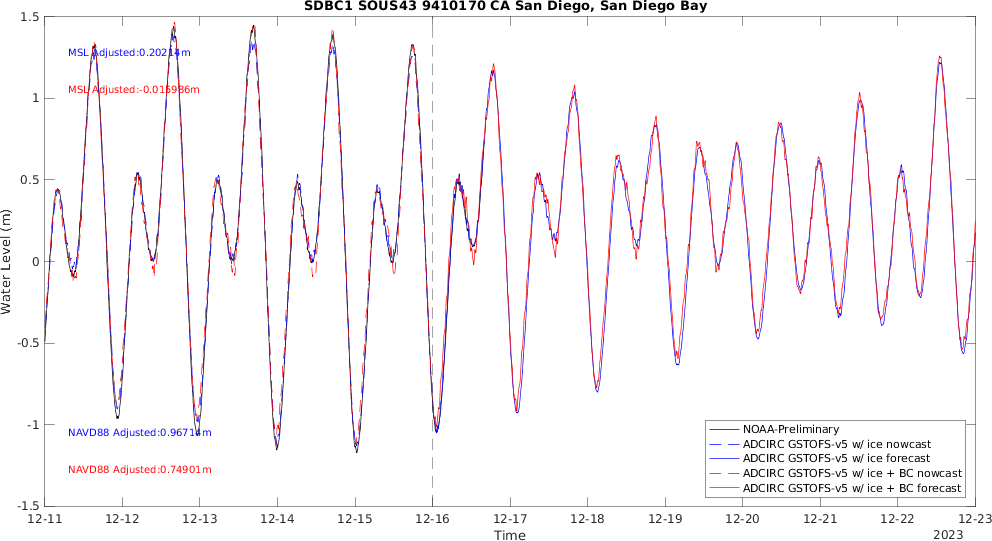 SDBC1 SOUS43 9410170 CA San Diego, San Diego Bay
1.5
MSL Adjusted:0.20214m
1
MSL Adjusted:-0.015986m
0.5
Water Level (m)
0
-0.5
-1
NAVD88 Adjusted:0.96714m
NAVD88 Adjusted:0.74901m
-1.5
NOAA-Preliminary
ADCIRC GSTOFS-v5 w/ ice nowcast
ADCIRC GSTOFS-v5 w/ ice forecast
ADCIRC GSTOFS-v5 w/ ice + BC nowcast
ADCIRC GSTOFS-v5 w/ ice + BC forecast
12-11 12-12 12-13 12-14 12-15 12-16 12-17 12-18 12-19 12-20 12-21 12-22 12-23
Time
2023